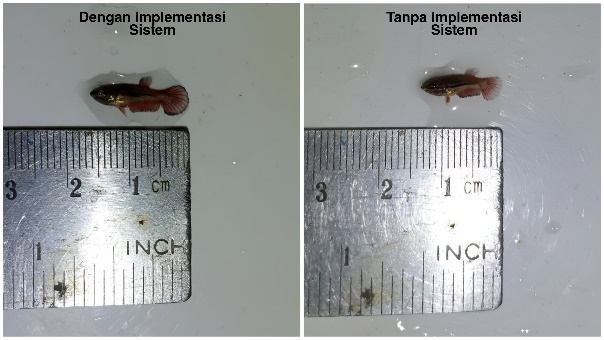 Dengan Implementasi
Sistem
3 2 1 cm
1 INCH
Tanpa Implementasi
Sistem
3 2 1 cm
1 INCH